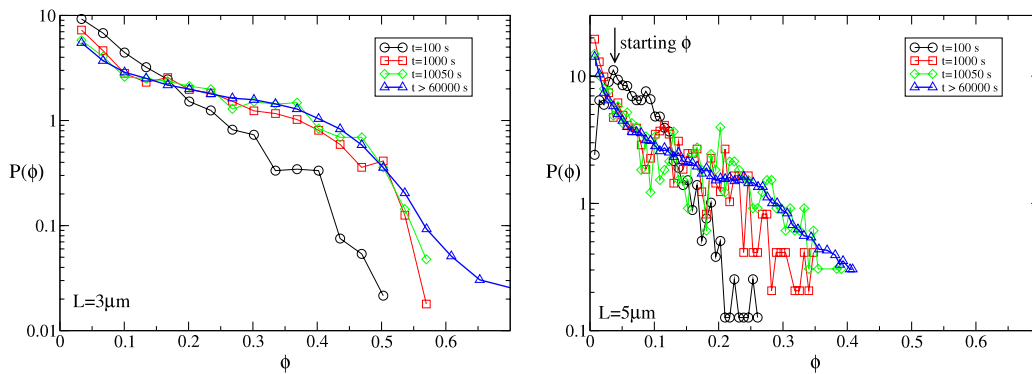 10
1
0.1
0.01
P(ϕ)
0
0.1
0.2
0.3
0.4
0.5
0.6
ϕ
L=3μm
t=100 s
t=1000 s
t=10050 s
t > 60000 s
10
1
0.1
P(ϕ)
0
0.1
0.2
0.3
0.4
0.5
0.6
ϕ
L=5μm
starting ϕ
t=100 s
t=1000 s
t=10050 s
t > 60000s